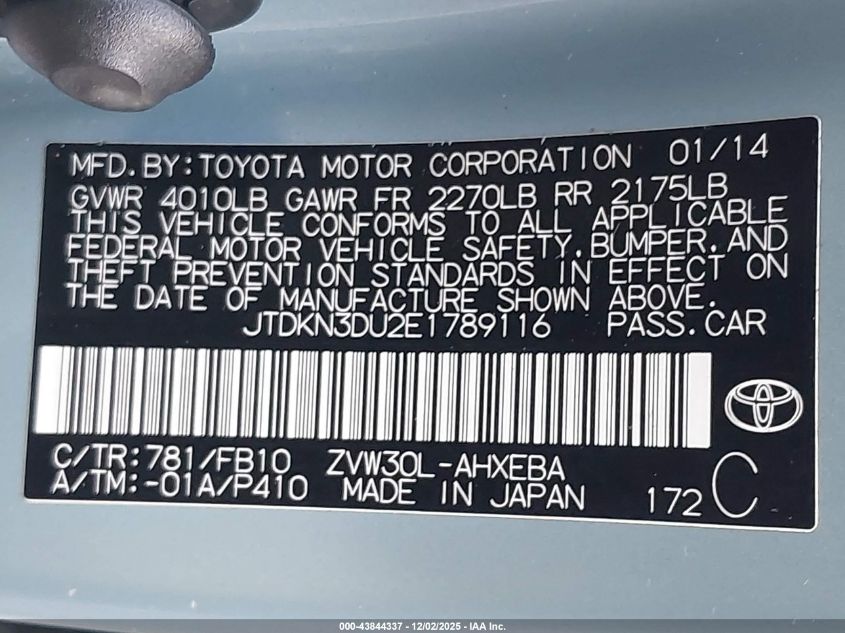 MFD. BY: TOYOTA MOTOR CORPORATION 01/14
GVWR 4010LB GAWR FR 2270LB RR 2175LB
THIS VEHICLE CONFORMS TO ALL APPLICABLE
FEDERAL MOTOR VEHICLE SAFETY, BUMPER, AND
THEFT PREVENTION STANDARDS IN EFFECT ON
THE DATE OF MANUFACTURE SHOWN ABOVE.
JTDKN3DU2E1789116 PASS. CAR
C/TR: 781/FB10 ZVW30L-AHXEBA
A/TM: -01A/P410 MADE IN JAPAN 172 C
000-43844337 - 12/02/2025 - IAA Inc.